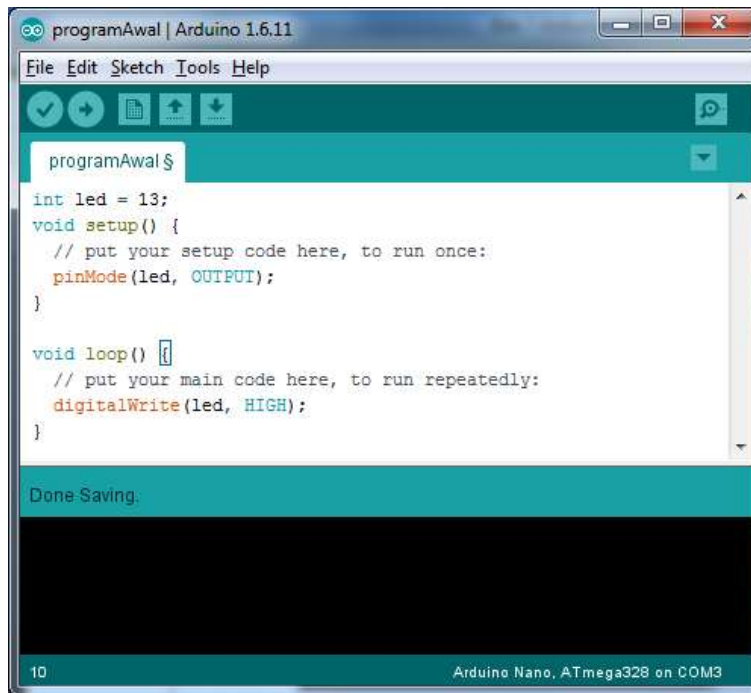 programAwal | Arduino 1.6.11
File Edit Sketch Tools Help
programAwal §
int led = 13;
void setup() {
  // put your setup code here, to run once:
  pinMode(led, OUTPUT);
}
void loop() {
  // put your main code here, to run repeatedly:
  digitalWrite(led, HIGH);
}
Done Saving.
10
Arduino Nano, ATmega328 on COM3